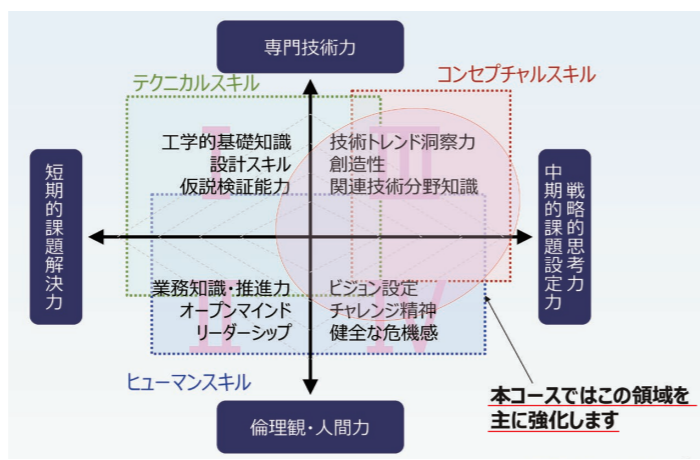 専門技術力
テクニカルスキル
コンセプチャルスキル
I
III
工学的基礎知識
設計スキル
仮説検証能力
技術トレンド洞察力
創造性
関連技術分野知識
短期的課題解決力
戦略的思考力
中期的課題設定力
II
IV
業務知識・推進力
オープンマインド
リーダーシップ
ビジョン設定
チャレンジ精神
健全な危機感
ヒューマンスキル
本コースではこの領域を
主に強化します
倫理観・人間力